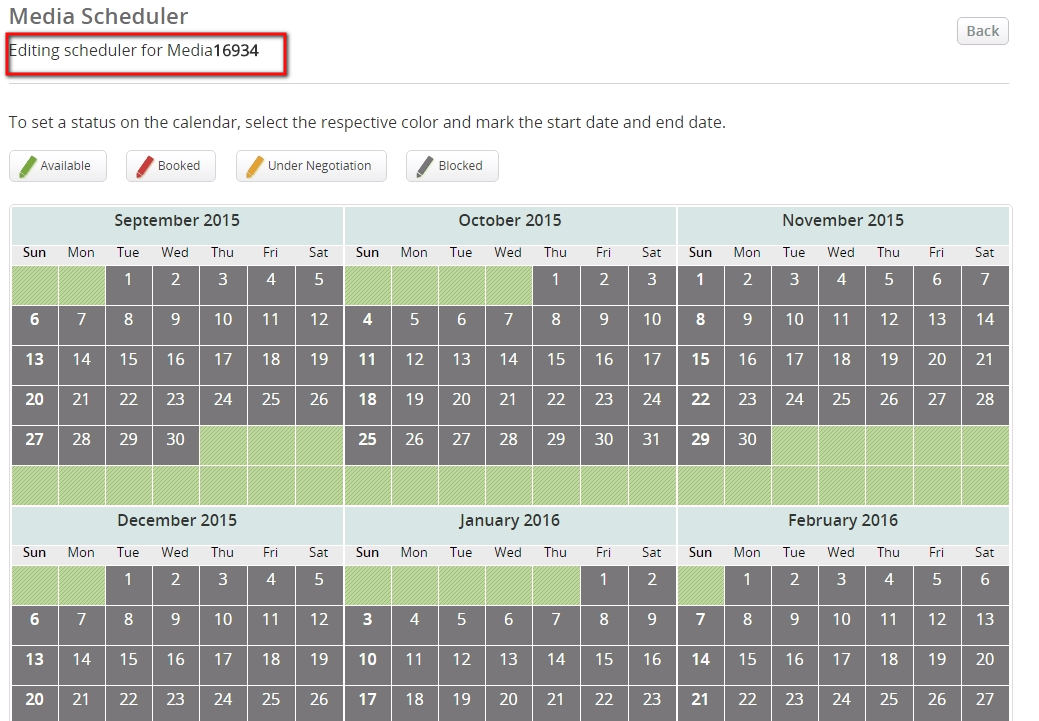 Media Scheduler
Back
Editing scheduler for Media16934
To set a status on the calendar, select the respective color and mark the start date and end date.
Available Booked Under Negotiation Blocked
September 2015 October 2015 November 2015
Sun Mon Tue Wed Thu Fri Sat Sun Mon Tue Wed Thu Fri Sat Sun Mon Tue Wed Thu Fri Sat
1 2 3 4 5 1 2 3 1 2 3 4 5 6 7
6 7 8 9 10 11 12 4 5 6 7 8 9 10 8 9 10 11 12 13 14
13 14 15 16 17 18 19 11 12 13 14 15 16 17 15 16 17 18 19 20 21
20 21 22 23 24 25 26 18 19 20 21 22 23 24 22 23 24 25 26 27 28
27 28 29 30 25 26 27 28 29 30 31 29 30
December 2015 January 2016 February 2016
Sun Mon Tue Wed Thu Fri Sat Sun Mon Tue Wed Thu Fri Sat Sun Mon Tue Wed Thu Fri Sat
1 2 3 4 5 1 2 1 2 3 4 5 6
6 7 8 9 10 11 12 3 4 5 6 7 8 9 7 8 9 10 11 12 13
13 14 15 16 17 18 19 10 11 12 13 14 15 16 14 15 16 17 18 19 20
20 21 22 23 24 25 26 17 18 19 20 21 22 23 21 22 23 24 25 26 27